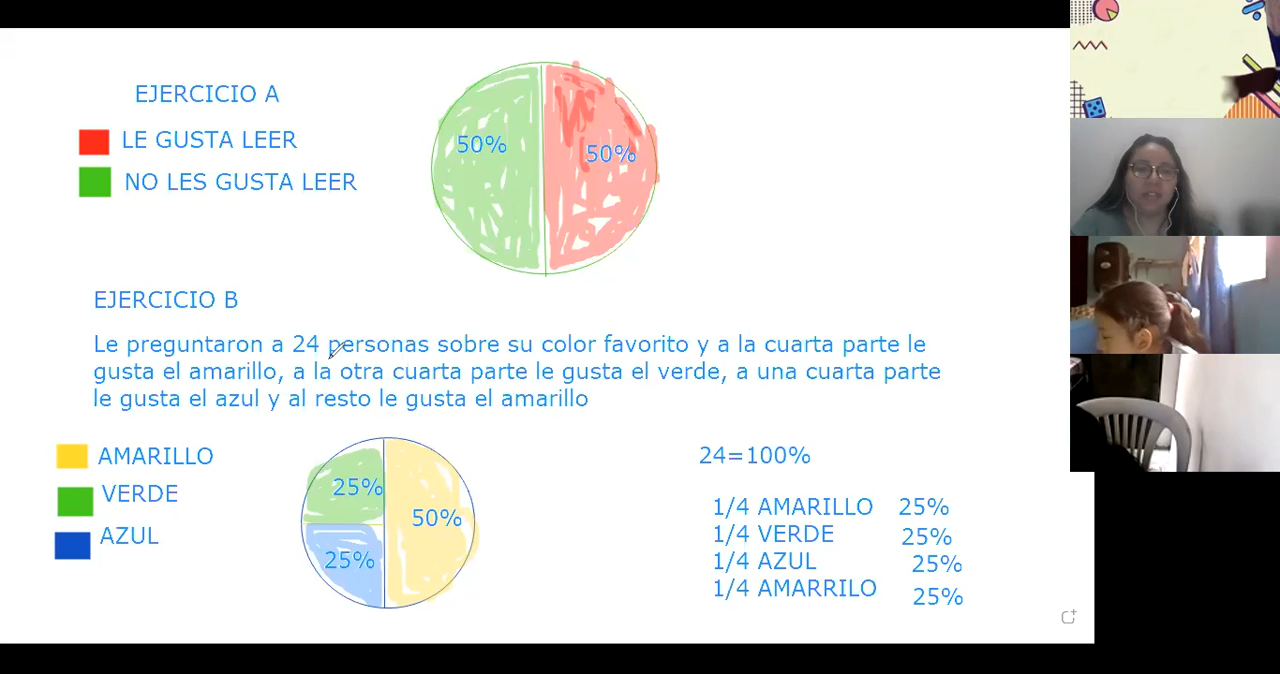 EJERCICIO A
LE GUSTA LEER
NO LES GUSTA LEER
50%
50%
EJERCICIO B
Le preguntaron a 24 personas sobre su color favorito y a la cuarta parte le
gusta el amarillo, a la otra cuarta parte le gusta el verde, a una cuarta parte
le gusta el azul y al resto le gusta el amarillo
AMARILLO
VERDE
AZUL
25%
50%
25%
24=100%
1/4 AMARILLO 25%
1/4 VERDE 25%
1/4 AZUL 25%
1/4 AMARRILO 25%